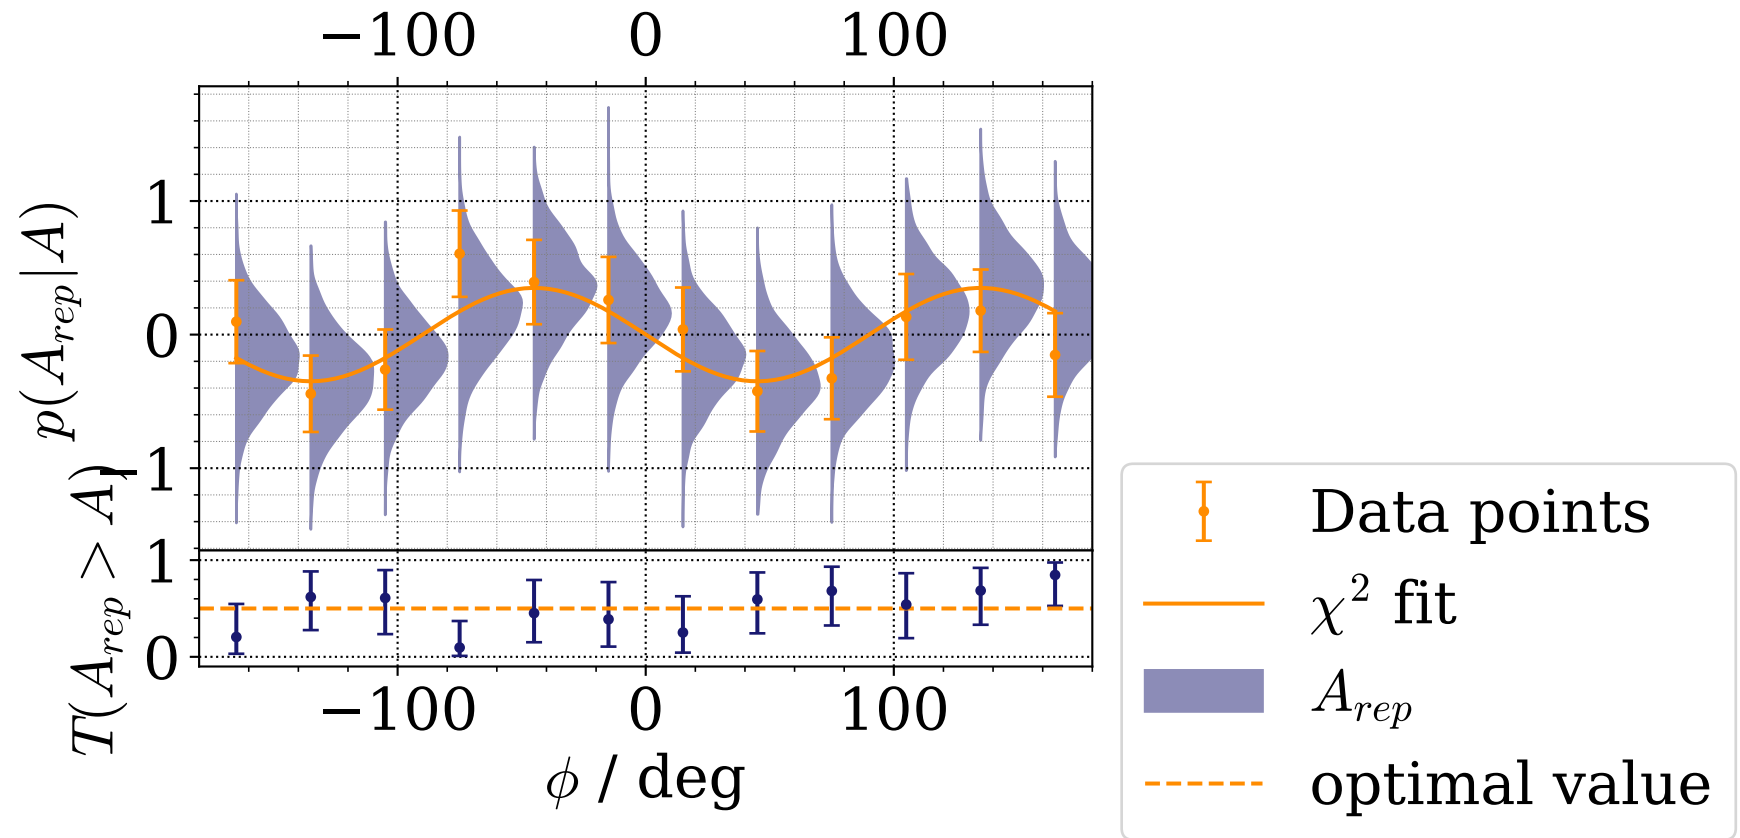 −100 0 100
p(A_rep|A)
1
0
−1
T(A_rep > A)
1
0
−100 0 100
ϕ / deg
Data points
χ² fit
A_rep
optimal value